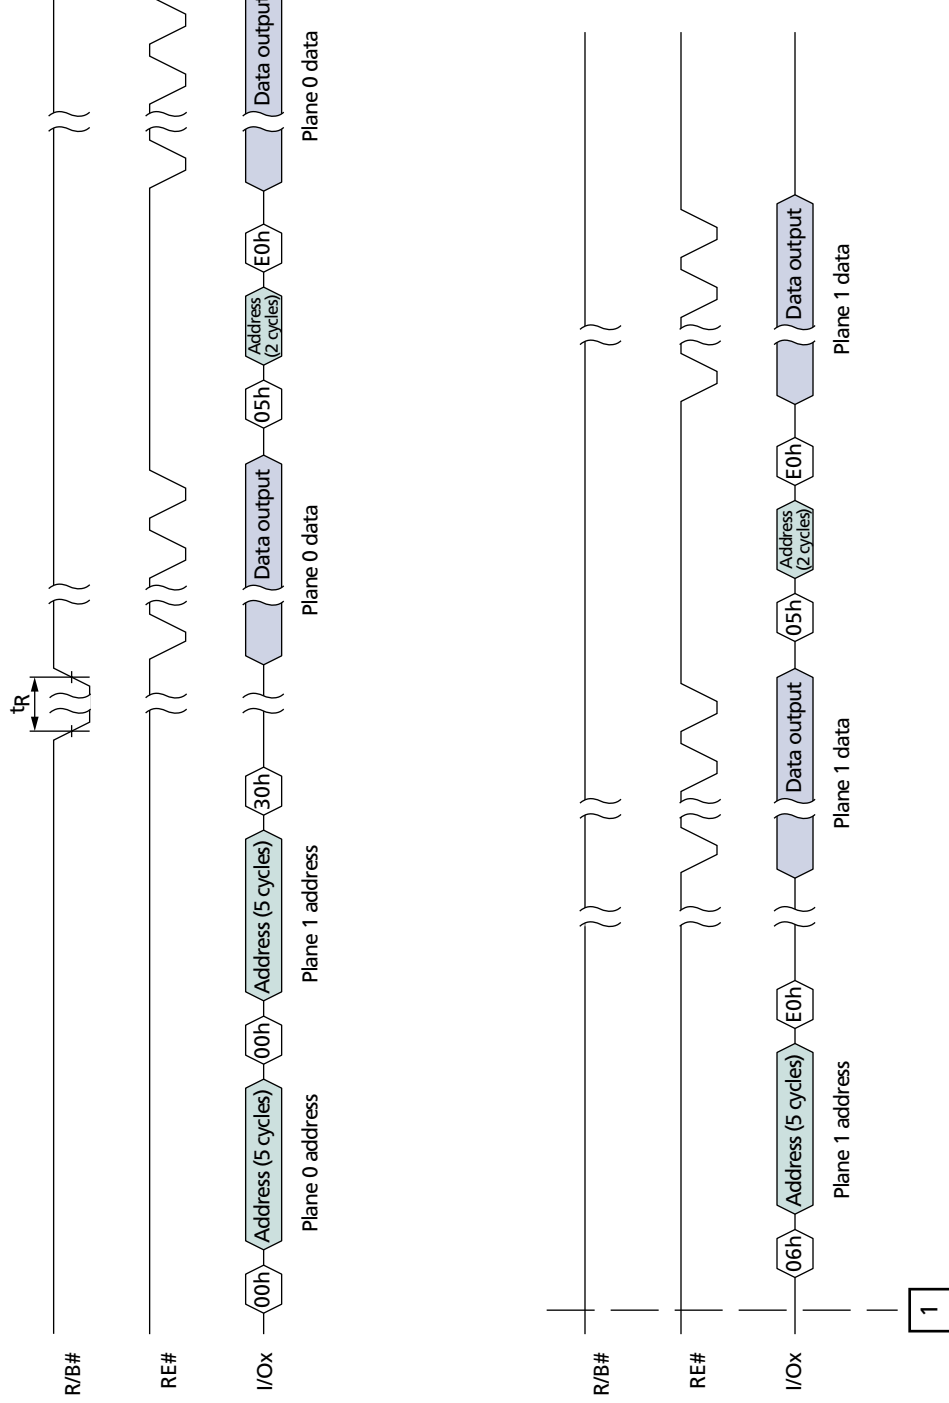 tR
R/B#
RE#
I/Ox
00h
Address (5 cycles)
00h
Address (5 cycles)
30h
Data output
05h
Address
(2 cycles)
E0h
Data output
Plane 0 address
Plane 1 address
Plane 0 data
Plane 0 data
R/B#
RE#
I/Ox
06h
Address (5 cycles)
E0h
Data output
05h
Address
(2 cycles)
E0h
Data output
Plane 1 address
Plane 1 data
Plane 1 data
1